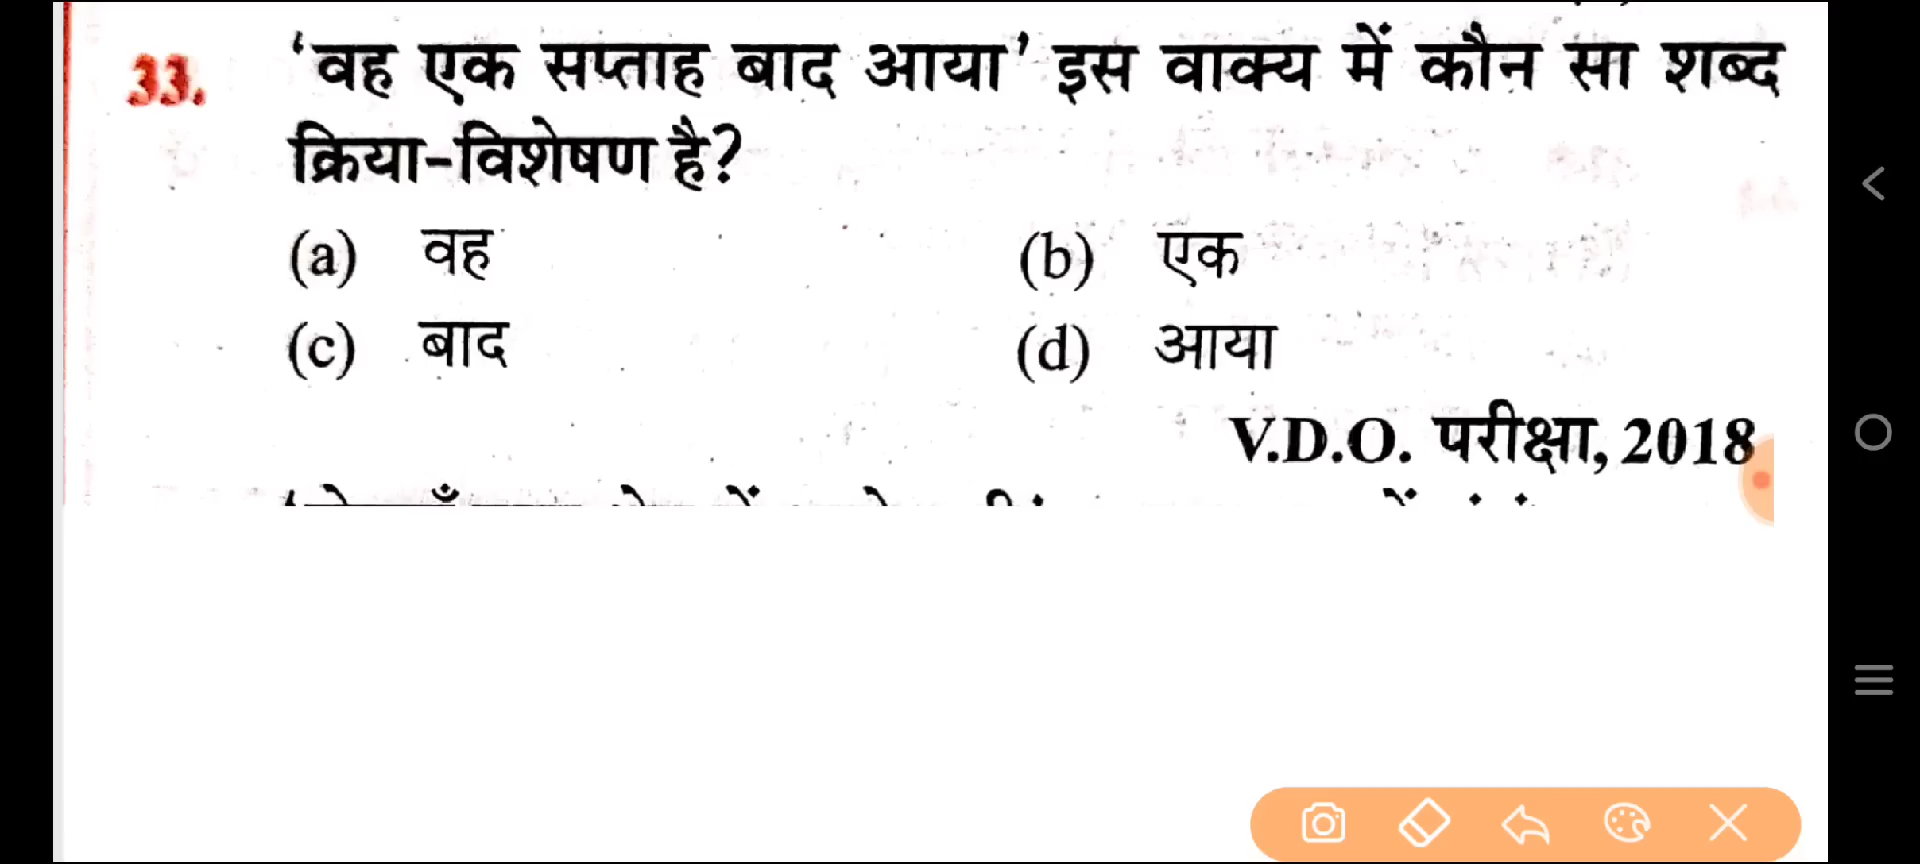 33. ‘वह एक सप्ताह बाद आया’ इस वाक्य में कौन सा शब्द
क्रिया-विशेषण है?
(a) वह (b) एक
(c) बाद (d) आया
V.D.O. परीक्षा, 2018